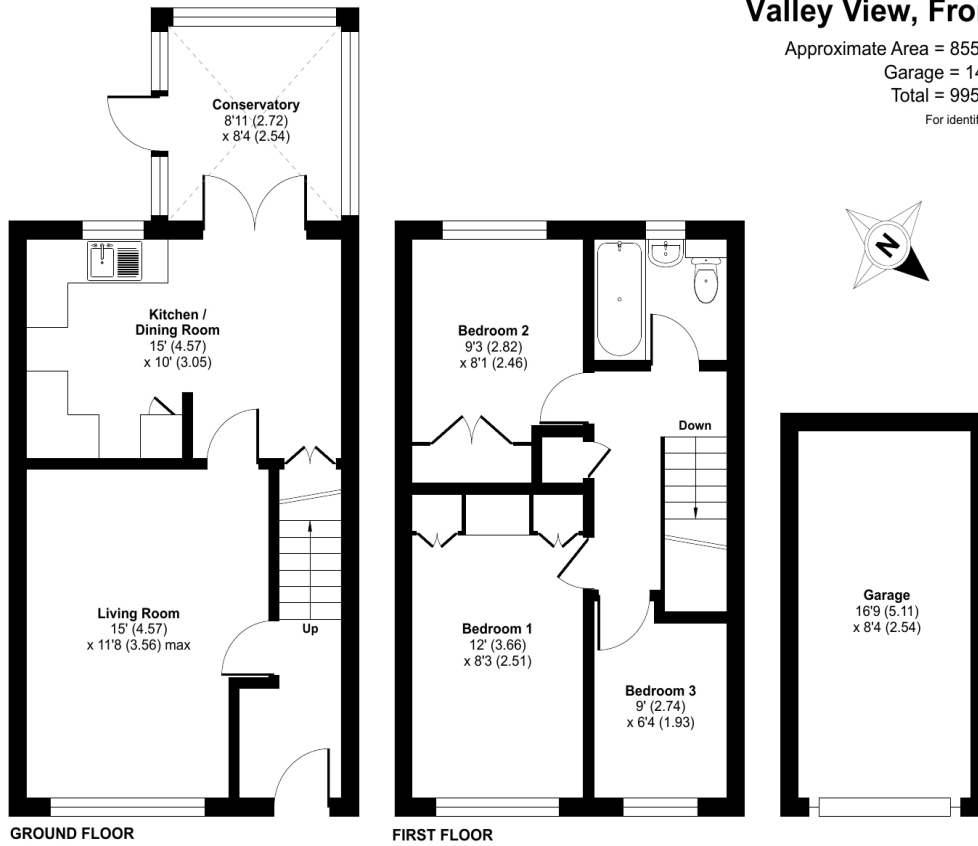 Valley View,
Approximate Area = 855
Garage =
Total = 995
For
Conservatory
8'11 (2.72)
x 8'4 (2.54)
N
Kitchen /
Dining Room
15' (4.57)
x 10' (3.05)
Bedroom 2
9'3 (2.82)
x 8'1 (2.46)
Down
Living Room
15' (4.57)
x 11'8 (3.56) max
Up
Bedroom 1
12' (3.66)
x 8'3 (2.51)
Bedroom 3
9' (2.74)
x 6'4 (1.93)
Garage
16'9 (5.11)
x 8'4 (2.54)
GROUND FLOOR
FIRST FLOOR